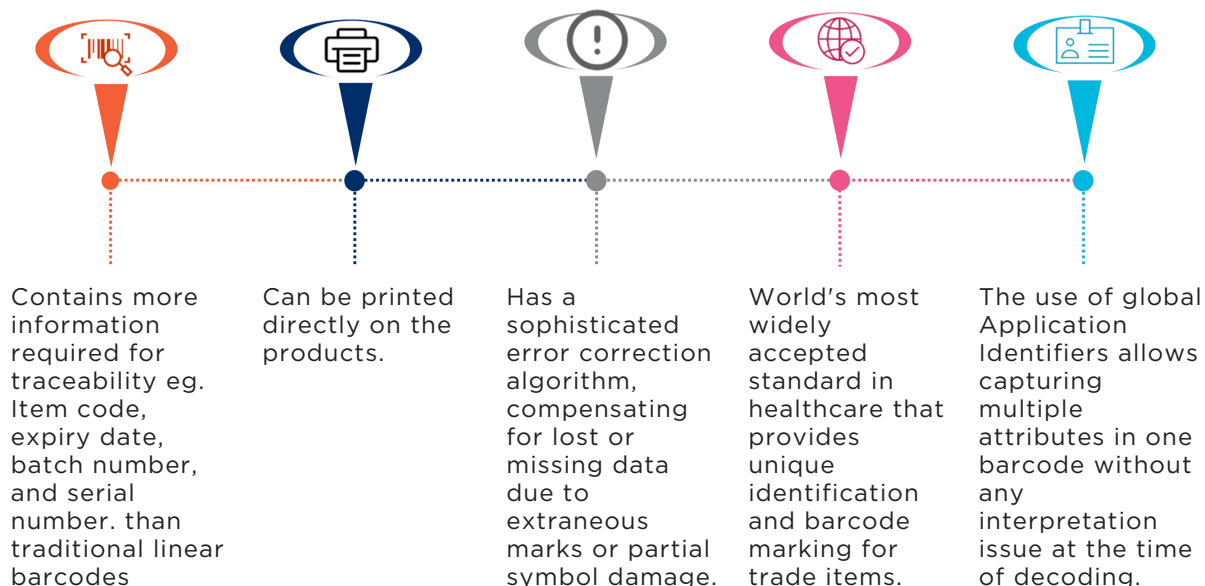 Contains more
information
required for
traceability eg.
Item code,
expiry date,
batch number,
and serial
number. than
traditional linear
barcodes
Can be printed
directly on the
products.
Has a
sophisticated
error correction
algorithm,
compensating
for lost or
missing data
due to
extraneous
marks or partial
symbol damage.
World's most
widely
accepted
standard in
healthcare that
provides
unique
identification
and barcode
marking for
trade items.
The use of global
Application
Identifiers allows
capturing
multiple
attributes in one
barcode without
any
interpretation
issue at the time
of decoding.